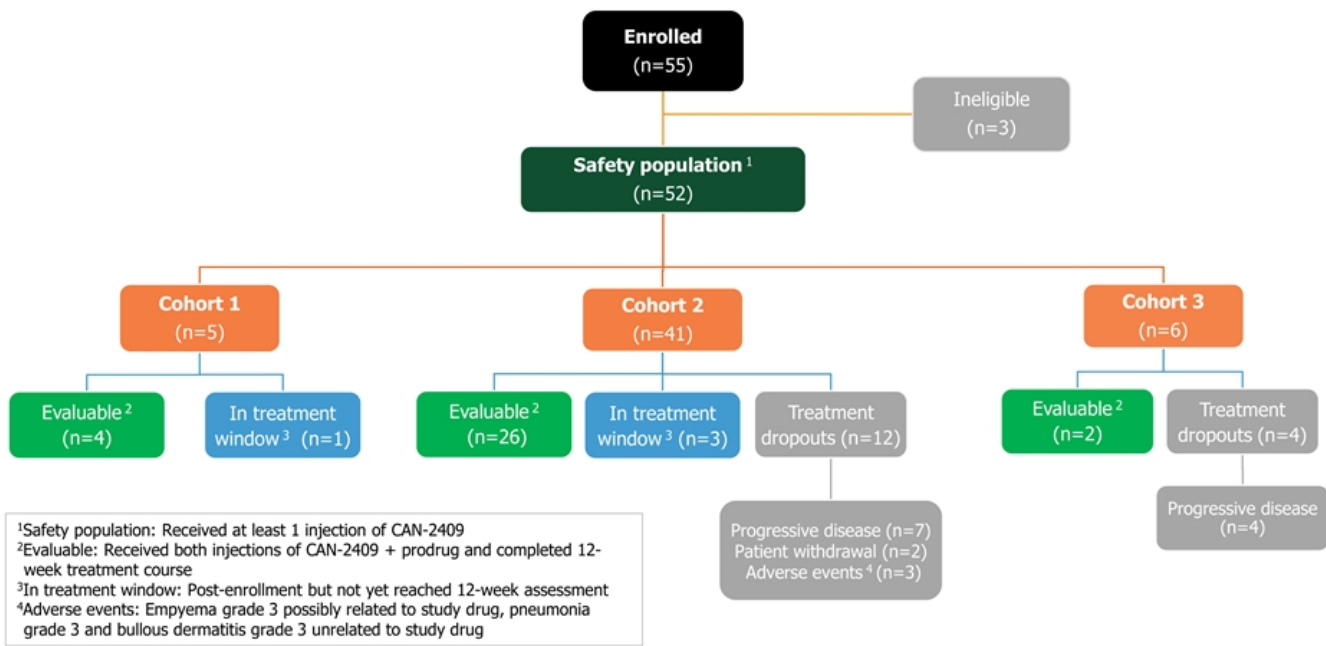 Enrolled
(n=55)
Ineligible
(n=3)
Safety population 1
(n=52)
Cohort 1
(n=5)
Cohort 2
(n=41)
Cohort 3
(n=6)
Evaluable 2
(n=4)
In treatment
window 3 (n=1)
Evaluable 2
(n=26)
In treatment
window 3 (n=3)
Treatment
dropouts (n=12)
Evaluable 2
(n=2)
Treatment
dropouts (n=4)
Progressive disease (n=7)
Patient withdrawal (n=2)
Adverse events 4 (n=3)
Progressive disease
(n=4)
1Safety population: Received at least 1 injection of CAN-2409
2Evaluable: Received both injections of CAN-2409 + prodrug and completed 12-
week treatment course
3In treatment window: Post-enrollment but not yet reached 12-week assessment
4Adverse events: Empyema grade 3 possibly related to study drug, pneumonia
grade 3 and bullous dermatitis grade 3 unrelated to study drug